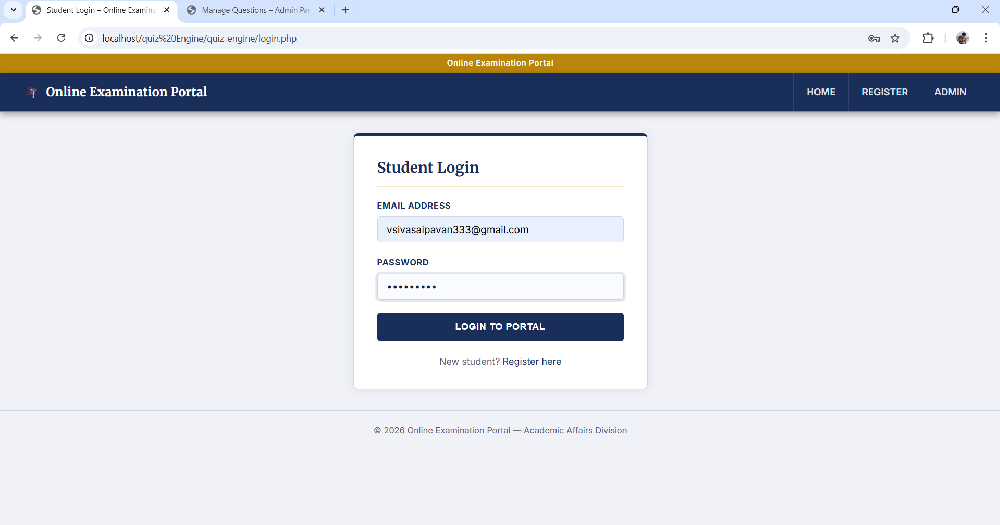 Student Login – Online Examina
Manage Questions – Admin Pa
localhost/quiz%20Engine/quiz-engine/login.php
Online Examination Portal
Online Examination Portal
HOME
REGISTER
ADMIN
Student Login
EMAIL ADDRESS
vsivasaipavan333@gmail.com
PASSWORD
•••••••••
LOGIN TO PORTAL
New student? Register here
© 2026 Online Examination Portal — Academic Affairs Division